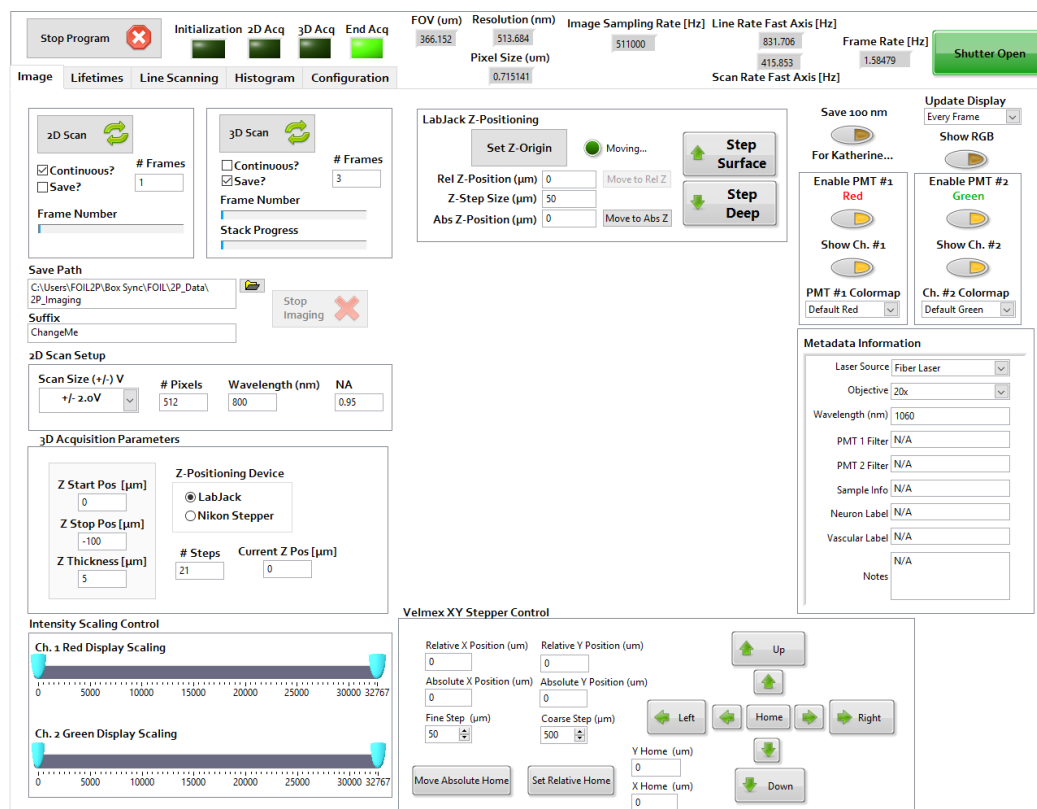 Stop Program
Initialization 2D Acq 3D Acq End Acq
FOV (um) Resolution (nm) Image Sampling Rate [Hz] Line Rate Fast Axis [Hz]
366.152 513.684 511000 831.706
Pixel Size (um)
0.715141
415.853
Scan Rate Fast Axis [Hz]
Frame Rate [Hz]
1.58479
Shutter Open
Image Lifetimes Line Scanning Histogram Configuration
2D Scan
Continuous?
Save?
# Frames
1
Frame Number
3D Scan
Continuous?
Save?
# Frames
3
Frame Number
Stack Progress
LabJack Z-Positioning
Set Z-Origin
Moving...
Step Surface
Rel Z-Position (µm) 0 Move to Rel Z
Z-Step Size (µm) 50
Abs Z-Position (µm) 0 Move to Abs Z
Step Deep
Save 100 nm
For Katherine...
Update Display
Every Frame
Show RGB
Enable PMT #1
Red
Show Ch. #1
PMT #1 Colormap
Default Red
Enable PMT #2
Green
Show Ch. #2
Ch. #2 Colormap
Default Green
Save Path
C:\Users\FOIL2P\Box Sync\FOIL\2P_Data\
2P_Imaging
Suffix
ChangeMe
Stop
Imaging
2D Scan Setup
Scan Size (+/-) V # Pixels Wavelength (nm) NA
+/- 2.0V 512 800 0.95
3D Acquisition Parameters
Z Start Pos [µm]
0
Z Stop Pos [µm]
-100
Z Thickness [µm]
5
Z-Positioning Device
LabJack
Nikon Stepper
# Steps Current Z Pos [µm]
21 0
Metadata Information
Laser Source Fiber Laser
Objective 20x
Wavelength (nm) 1060
PMT 1 Filter N/A
PMT 2 Filter N/A
Sample Info N/A
Neuron Label N/A
Vascular Label N/A
Notes N/A
Intensity Scaling Control
Ch. 1 Red Display Scaling
0 5000 10000 15000 20000 25000 30000 32767
Ch. 2 Green Display Scaling
0 5000 10000 15000 20000 25000 30000 32767
Velmex XY Stepper Control
Relative X Position (um) Relative Y Position (um)
0 0
Absolute X Position (um) Absolute Y Position (um)
0 0
Fine Step (µm) Coarse Step (µm)
50 500
Up
Left Home Right
Down
Y Home (um)
0
X Home (um)
0
Move Absolute Home Set Relative Home